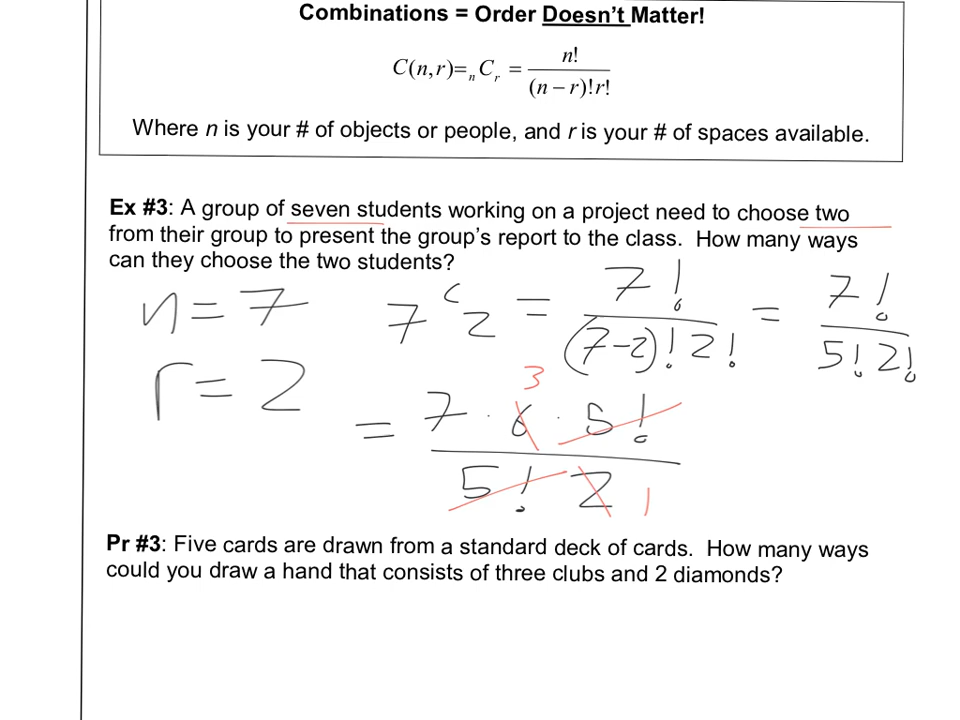 Combinations = Order Doesn't Matter!
C(n,r)=ₙCᵣ = n! / (n – r)!r!
Where n is your # of objects or people, and r is your # of spaces available.
Ex #3: A group of seven students working on a project need to choose two
from their group to present the group's report to the class. How many ways
can they choose the two students?
n=7 7C2 = 7! / (7-2)! 2! = 7! / 5! 2!
r=2
3
= 7 · 6 · 5! / 5! 2
1
Pr #3: Five cards are drawn from a standard deck of cards. How many ways
could you draw a hand that consists of three clubs and 2 diamonds?